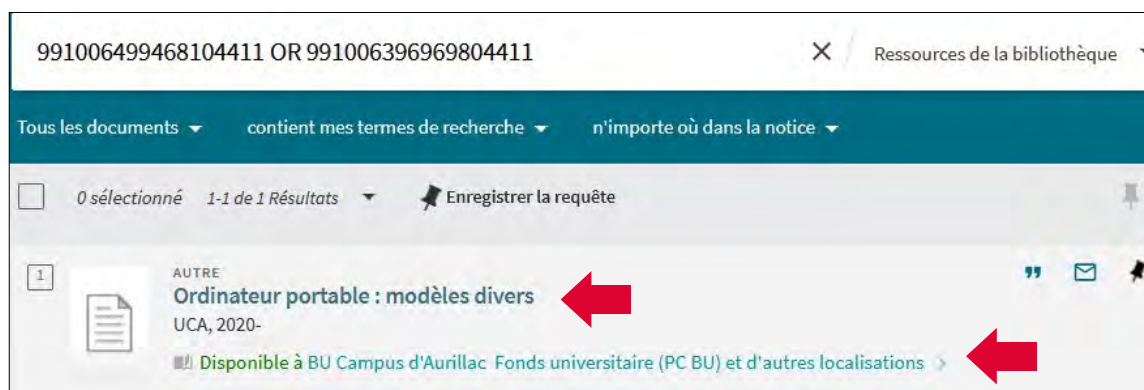 991006499468104411 OR 991006396969804411 Ressources de la bibliothèque
Tous les documents contient mes termes de recherche n'importe où dans la notice
0 sélectionné 1-1 de 1 Résultats Enregistrer la requête
1
AUTRE
Ordinateur portable : modèles divers
UCA, 2020-
Disponible à BU Campus d'Aurillac Fonds universitaire (PC BU) et d'autres localisations